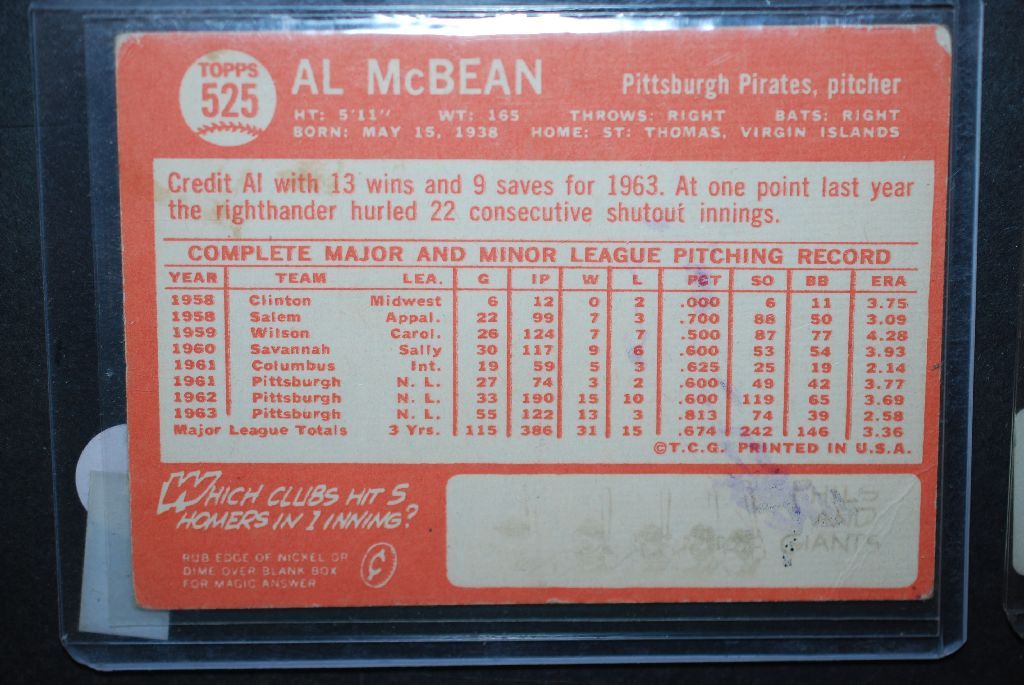 TOPPS
525
AL McBEAN
Pittsburgh Pirates, pitcher
HT: 5'11" WT: 165 THROWS: RIGHT BATS: RIGHT
BORN: MAY 15, 1938 HOME: ST: THOMAS, VIRGIN ISLANDS
Credit Al with 13 wins and 9 saves for 1963. At one point last year
the righthander hurled 22 consecutive shutout innings.
COMPLETE MAJOR AND MINOR LEAGUE PITCHING RECORD
YEAR TEAM LEA. G IP W L PCT SO BB ERA
1958 Clinton Midwest 6 12 0 2 .000 6 11 3.75
1958 Salem Appal. 22 99 7 3 .700 88 50 3.09
1959 Wilson Carol. 26 124 7 7 .500 87 77 4.28
1960 Savannah Sally 30 117 9 6 .600 53 54 3.93
1961 Columbus Int. 19 59 5 3 .625 25 19 2.14
1961 Pittsburgh N. L. 27 74 3 2 .600 49 42 3.77
1962 Pittsburgh N. L. 33 190 15 10 .600 119 65 3.69
1963 Pittsburgh N. L. 55 122 13 3 .813 74 39 2.58
Major League Totals 3 Yrs. 115 386 31 15 .674 242 146 3.36
©T.C.G. PRINTED IN U.S.A.
WHICH CLUBS HIT 5
HOMERS IN 1 INNING?
RUB EDGE OF NICKEL OR
DIME OVER BLANK BOX
FOR MAGIC ANSWER
¢
PHILS
AND
GIANTS